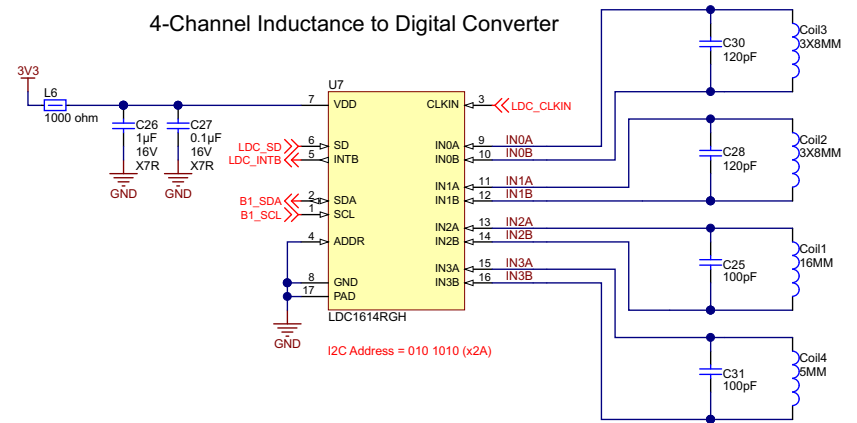 4-Channel Inductance to Digital Converter
3V3
L6
1000 ohm
C26
1µF
16V
X7R
C27
0.1µF
16V
X7R
GND
GND
U7
7 VDD
CLKIN 3 LDC_CLKIN
LDC_SD 6 SD
LDC_INTB 5 INTB
B1_SDA 2 SDA
B1_SCL 1 SCL
4 ADDR
8 GND
17 PAD
IN0A 9 IN0A
IN0B 10 IN0B
IN1A 11 IN1A
IN1B 12 IN1B
IN2A 13 IN2A
IN2B 14 IN2B
IN3A 15 IN3A
IN3B 16 IN3B
LDC1614RGH
GND
I2C Address = 010 1010 (x2A)
C30
120pF
Coil3
3X8MM
C28
120pF
Coil2
3X8MM
C25
100pF
Coil1
16MM
C31
100pF
Coil4
5MM